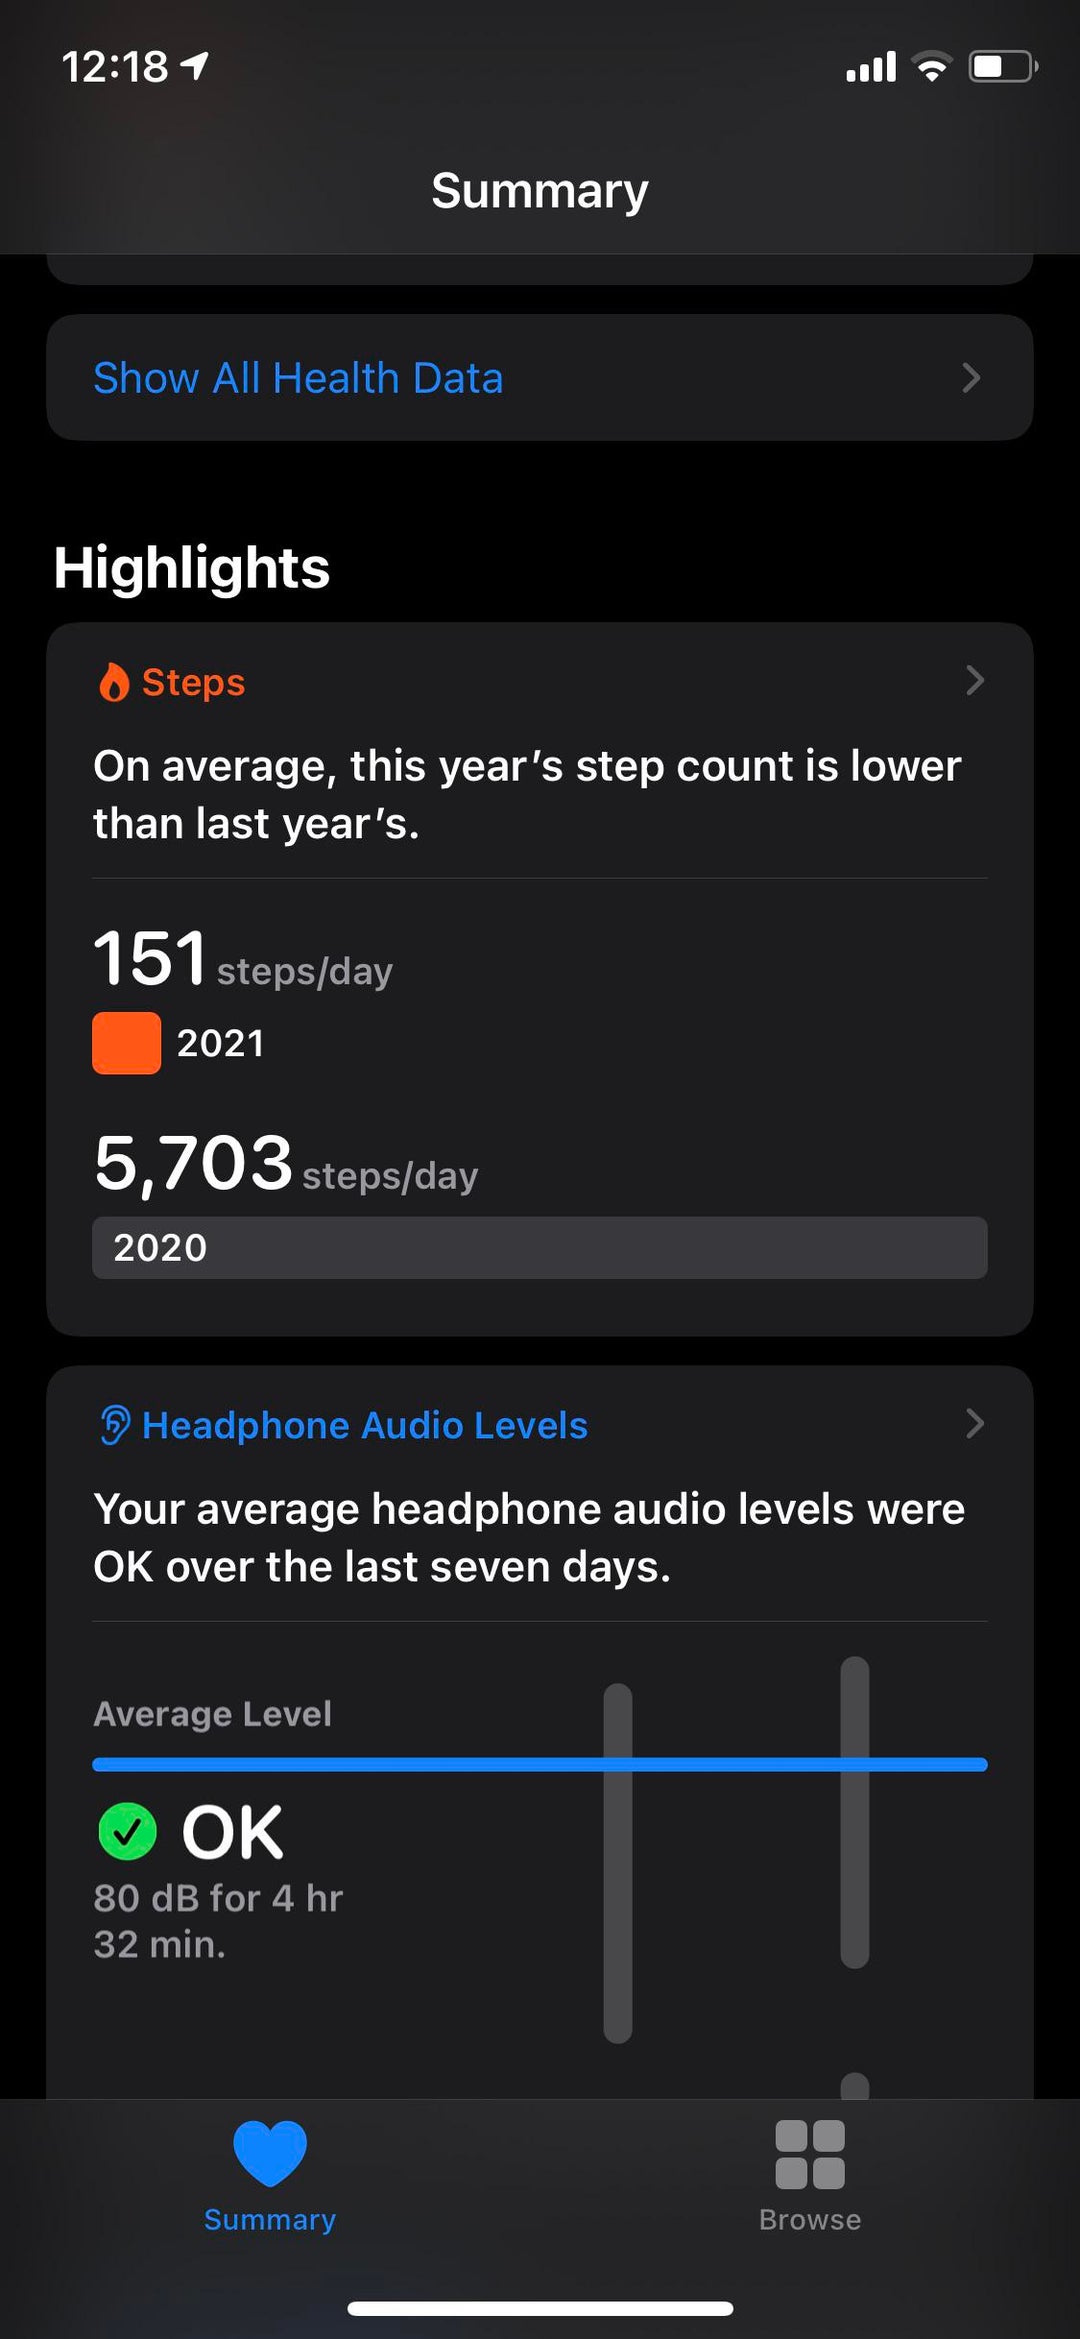 12:18
Summary
Show All Health Data
Highlights
Steps
On average, this year’s step count is lower
than last year’s.
151 steps/day
2021
5,703 steps/day
2020
Headphone Audio Levels
Your average headphone audio levels were
OK over the last seven days.
Average Level
OK
80 dB for 4 hr
32 min.
Summary
Browse